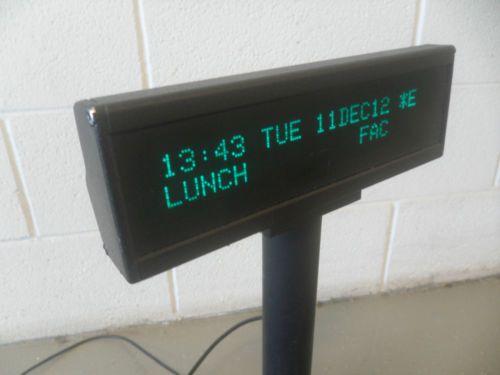 13:43 TUE 11DEC12 *E
LUNCH FAC